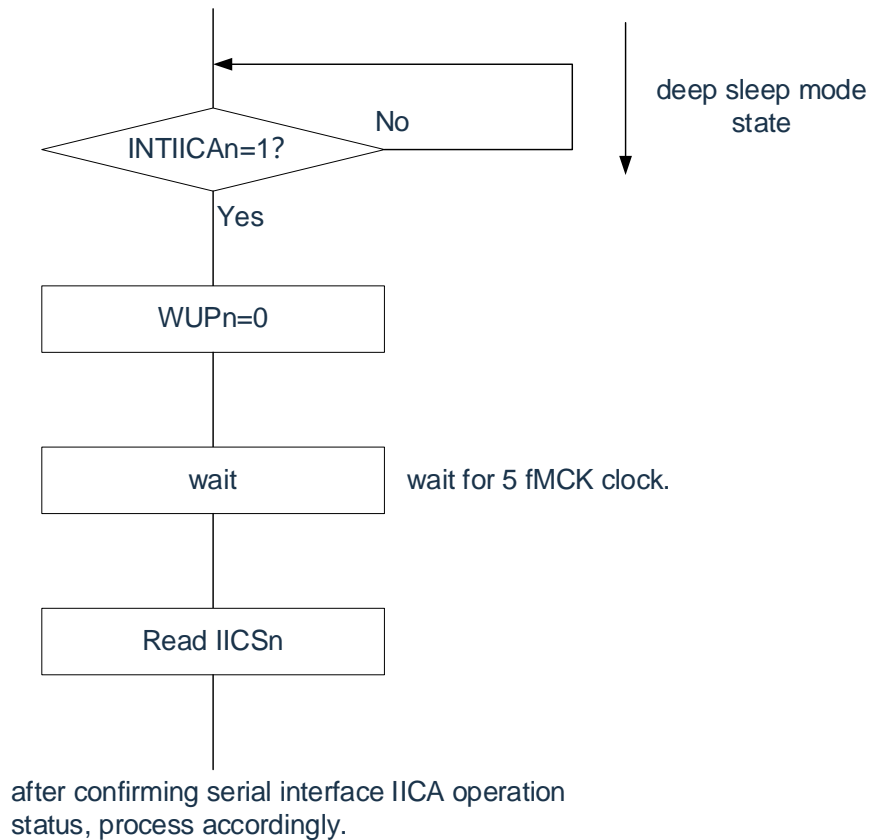 deep sleep mode
state
No
INTIICAn=1?
Yes
WUPn=0
wait
wait for 5 fMCK clock.
Read IICSn
after confirming serial interface IICA operation
status, process accordingly.